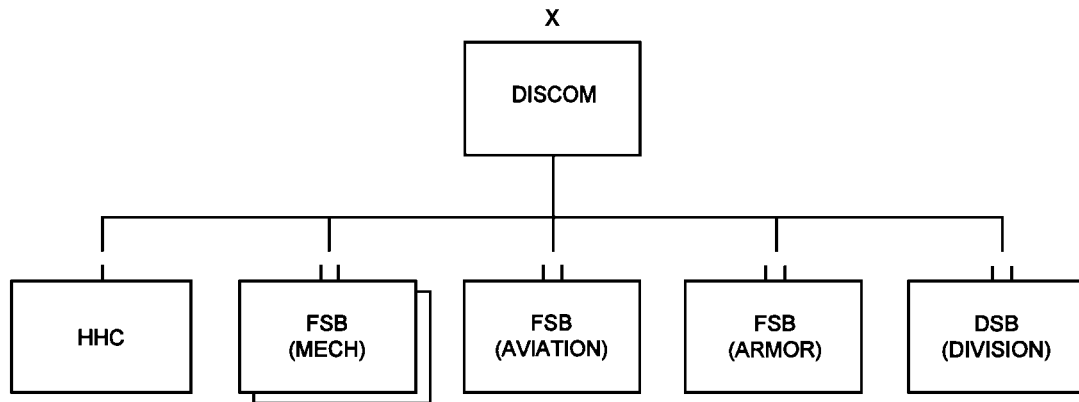 X
DISCOM
HHC
FSB
(MECH)
FSB
(AVIATION)
FSB
(ARMOR)
DSB
(DIVISION)